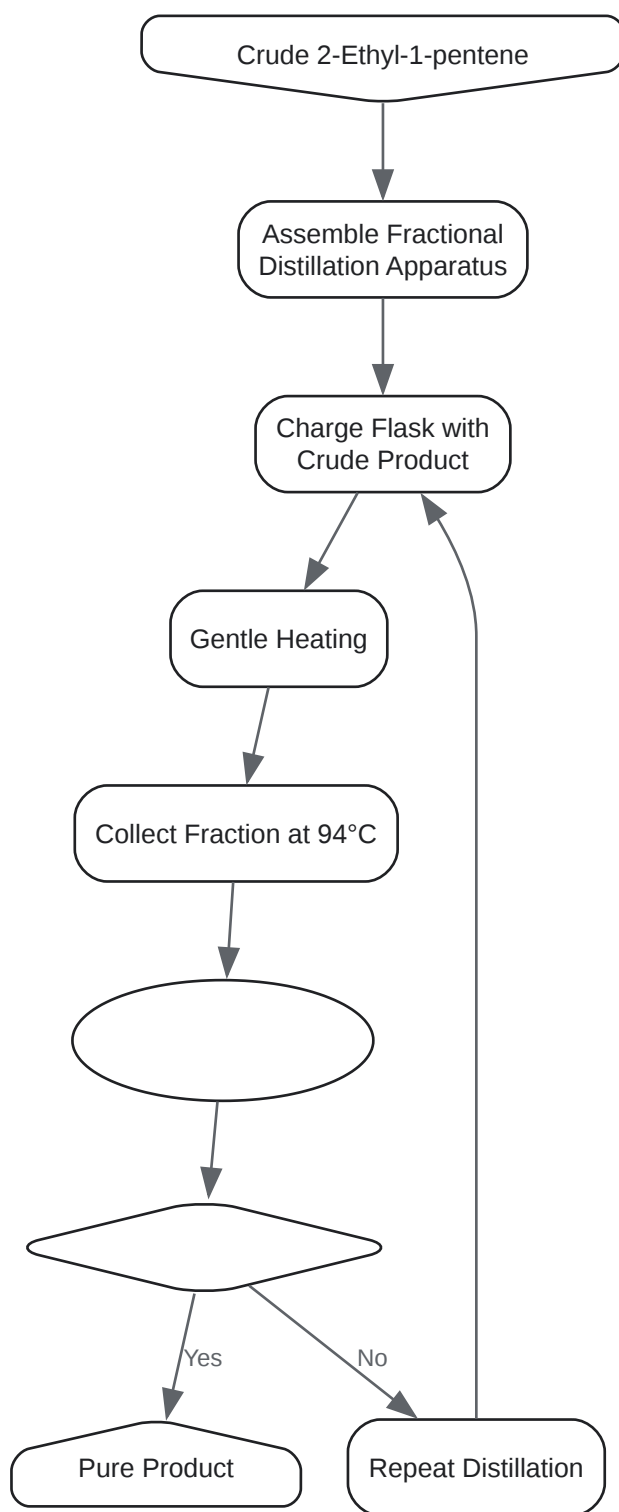 Crude 2-Ethyl-1-pentene
Assemble Fractional
Distillation Apparatus
Charge Flask with
Crude Product
Gentle Heating
Collect Fraction at 94°C
Yes
No
Pure Product
Repeat Distillation